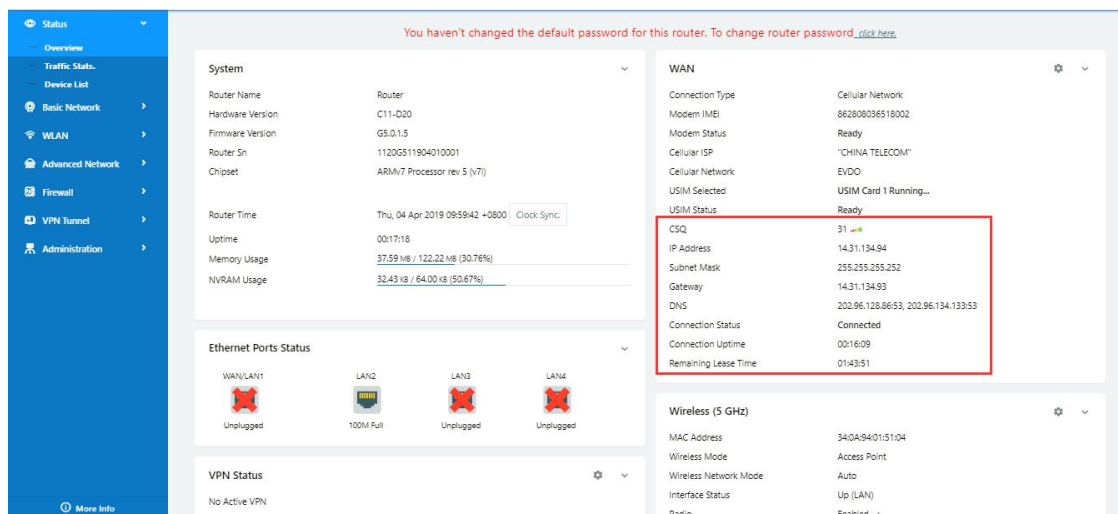 Status
Overview
Traffic Stats.
Device List
Basic Network
WLAN
Advanced Network
Firewall
VPN Tunnel
Administration
More Info
You haven't changed the default password for this router. To change router password click here.
System
Router Name Router
Hardware Version C11-D20
Firmware Version G5.0.1.5
Router Sn 1120G511904010001
Chipset ARMv7 Processor rev 5 (v7l)
Router Time Thu, 04 Apr 2019 09:59:42 +0800 Clock Sync.
Uptime 00:17:18
Memory Usage 37.59 MB / 122.22 MB (30.76%)
NVRAM Usage 32.43 KB / 64.00 KB (50.67%)
Ethernet Ports Status
WAN/LAN1 LAN2 LAN3 LAN4
Unplugged 100M Full Unplugged Unplugged
VPN Status
No Active VPN
WAN
Connection Type Cellular Network
Modem IMEI 862808036518002
Modem Status Ready
Cellular ISP "CHINA TELECOM"
Cellular Network EVDO
USIM Selected USIM Card 1 Running...
USIM Status Ready
CSQ 31
IP Address 14.31.134.94
Subnet Mask 255.255.255.252
Gateway 14.31.134.93
DNS 202.96.128.86:53, 202.96.134.133:53
Connection Status Connected
Connection Uptime 00:16:09
Remaining Lease Time 01:43:51
Wireless (5 GHz)
MAC Address 34:0A:94:01:51:04
Wireless Mode Access Point
Wireless Network Mode Auto
Interface Status Up (LAN)
Radio Enabled